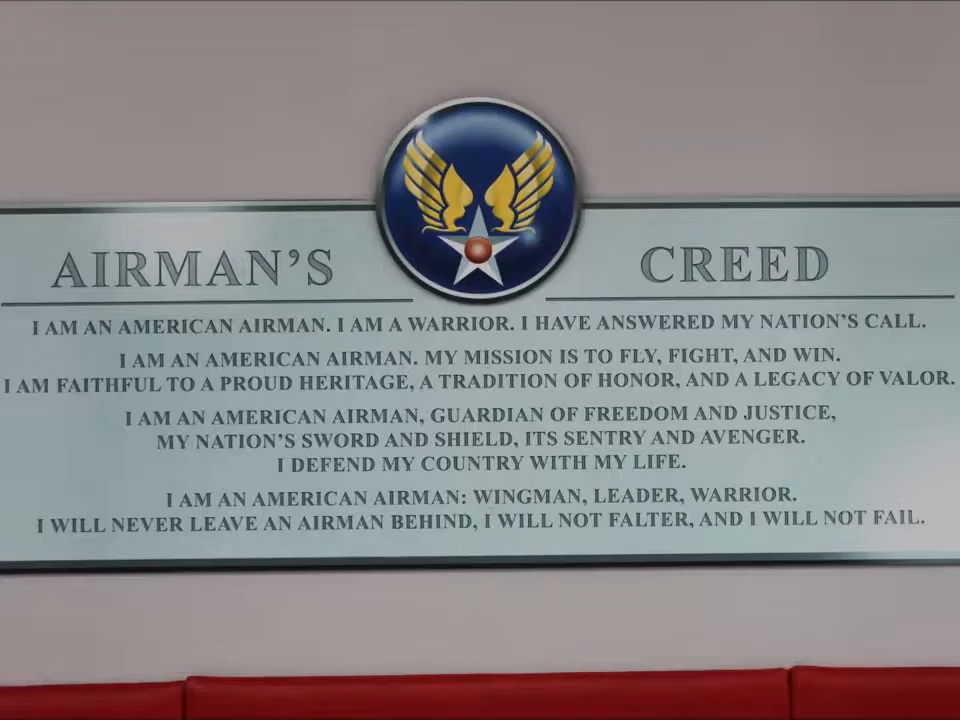 AIRMAN'S CREED
I AM AN AMERICAN AIRMAN. I AM A WARRIOR. I HAVE ANSWERED MY NATION'S CALL.
I AM AN AMERICAN AIRMAN. MY MISSION IS TO FLY, FIGHT, AND WIN.
I AM FAITHFUL TO A PROUD HERITAGE, A TRADITION OF HONOR, AND A LEGACY OF VALOR.
I AM AN AMERICAN AIRMAN, GUARDIAN OF FREEDOM AND JUSTICE,
MY NATION'S SWORD AND SHIELD, ITS SENTRY AND AVENGER.
I DEFEND MY COUNTRY WITH MY LIFE.
I AM AN AMERICAN AIRMAN: WINGMAN, LEADER, WARRIOR.
I WILL NEVER LEAVE AN AIRMAN BEHIND, I WILL NOT FALTER, AND I WILL NOT FAIL.